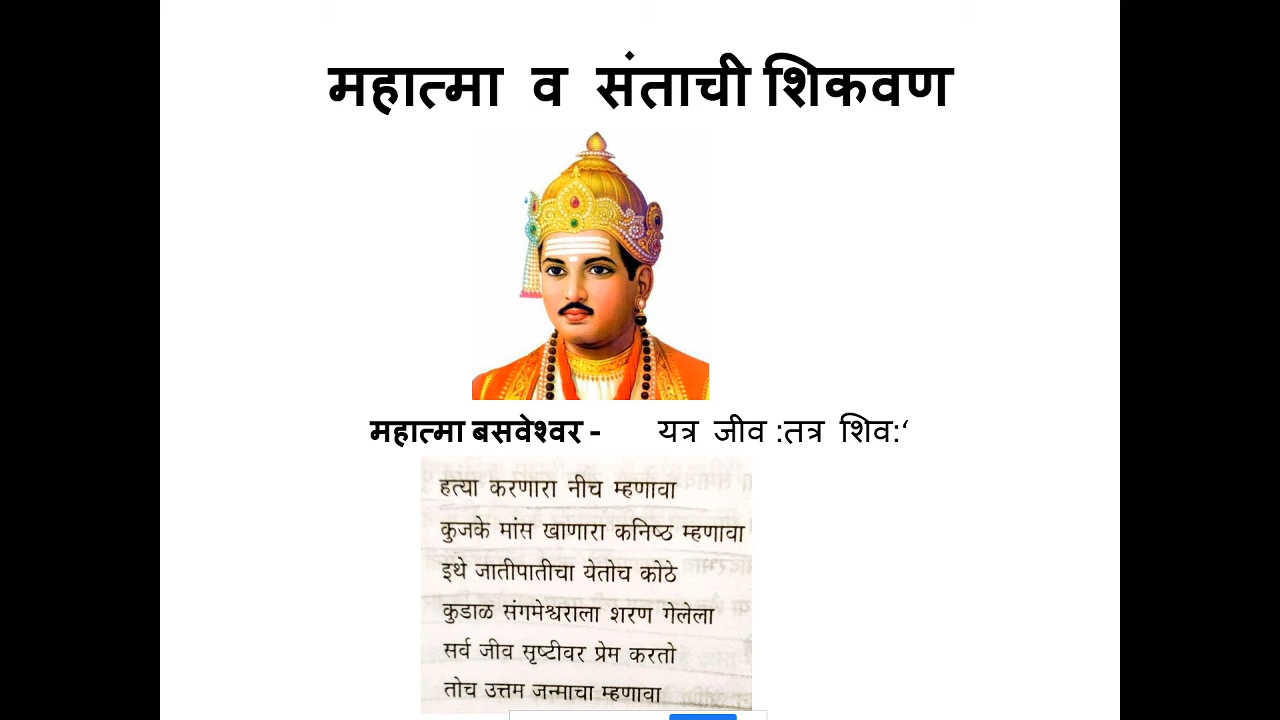 महात्मा व संताची शिकवण
महात्मा बसवेश्वर - यत्र जीव :तत्र शिव:‘
हत्या करणारा नीच म्हणावा
कुजके मांस खाणारा कनिष्ठ म्हणावा
इथे जातीपातीचा येतोच कोठे
कुडाळ संगमेश्वराला शरण गेलेला
सर्व जीव सृष्टीवर प्रेम करतो
तोच उत्तम जन्माचा म्हणावा